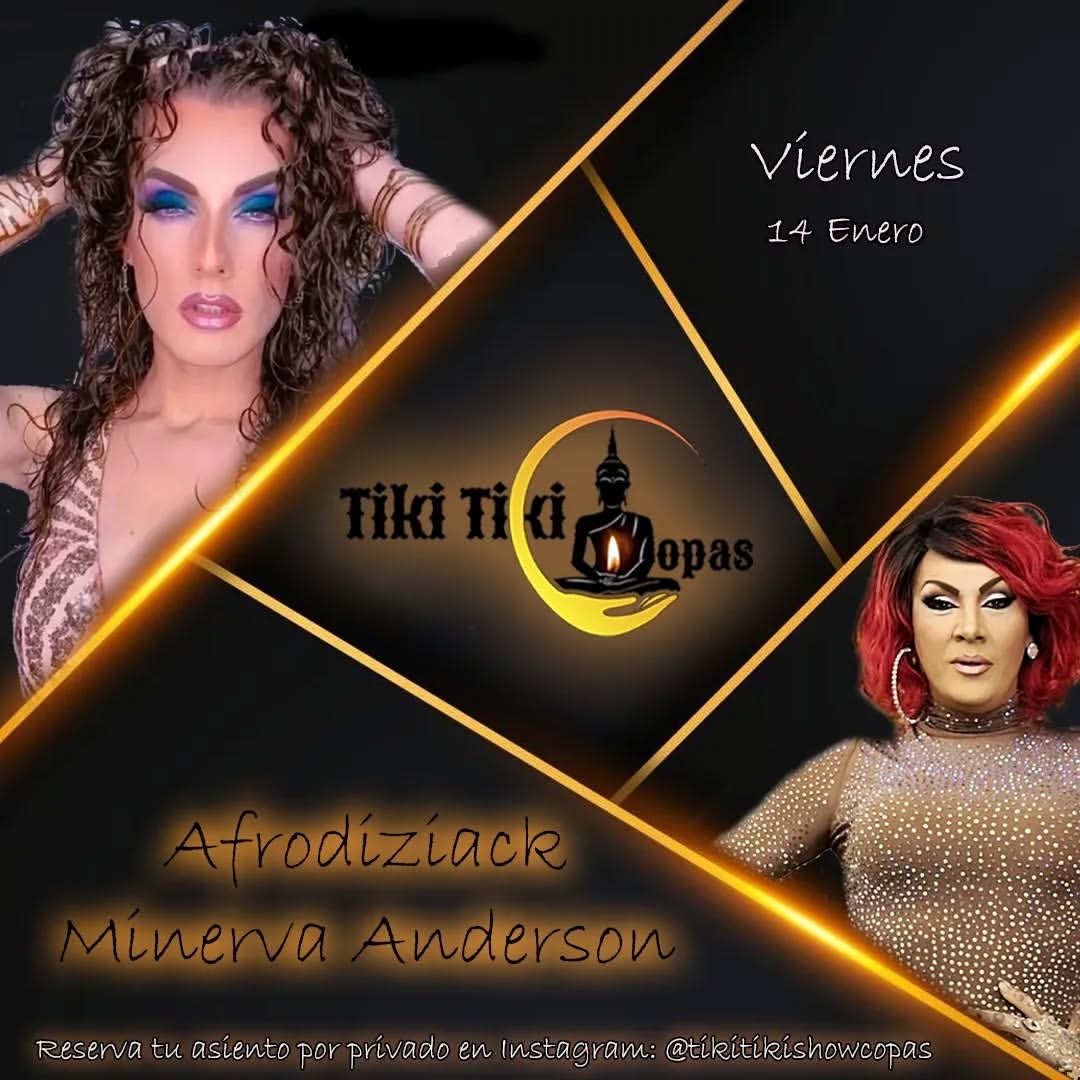 Viernes
14 Enero
Tiki Tiki
Copas
Afrodiziack
Minerva Anderson
Reserva tu asiento por privado en Instagram: @tikitikishowcopas